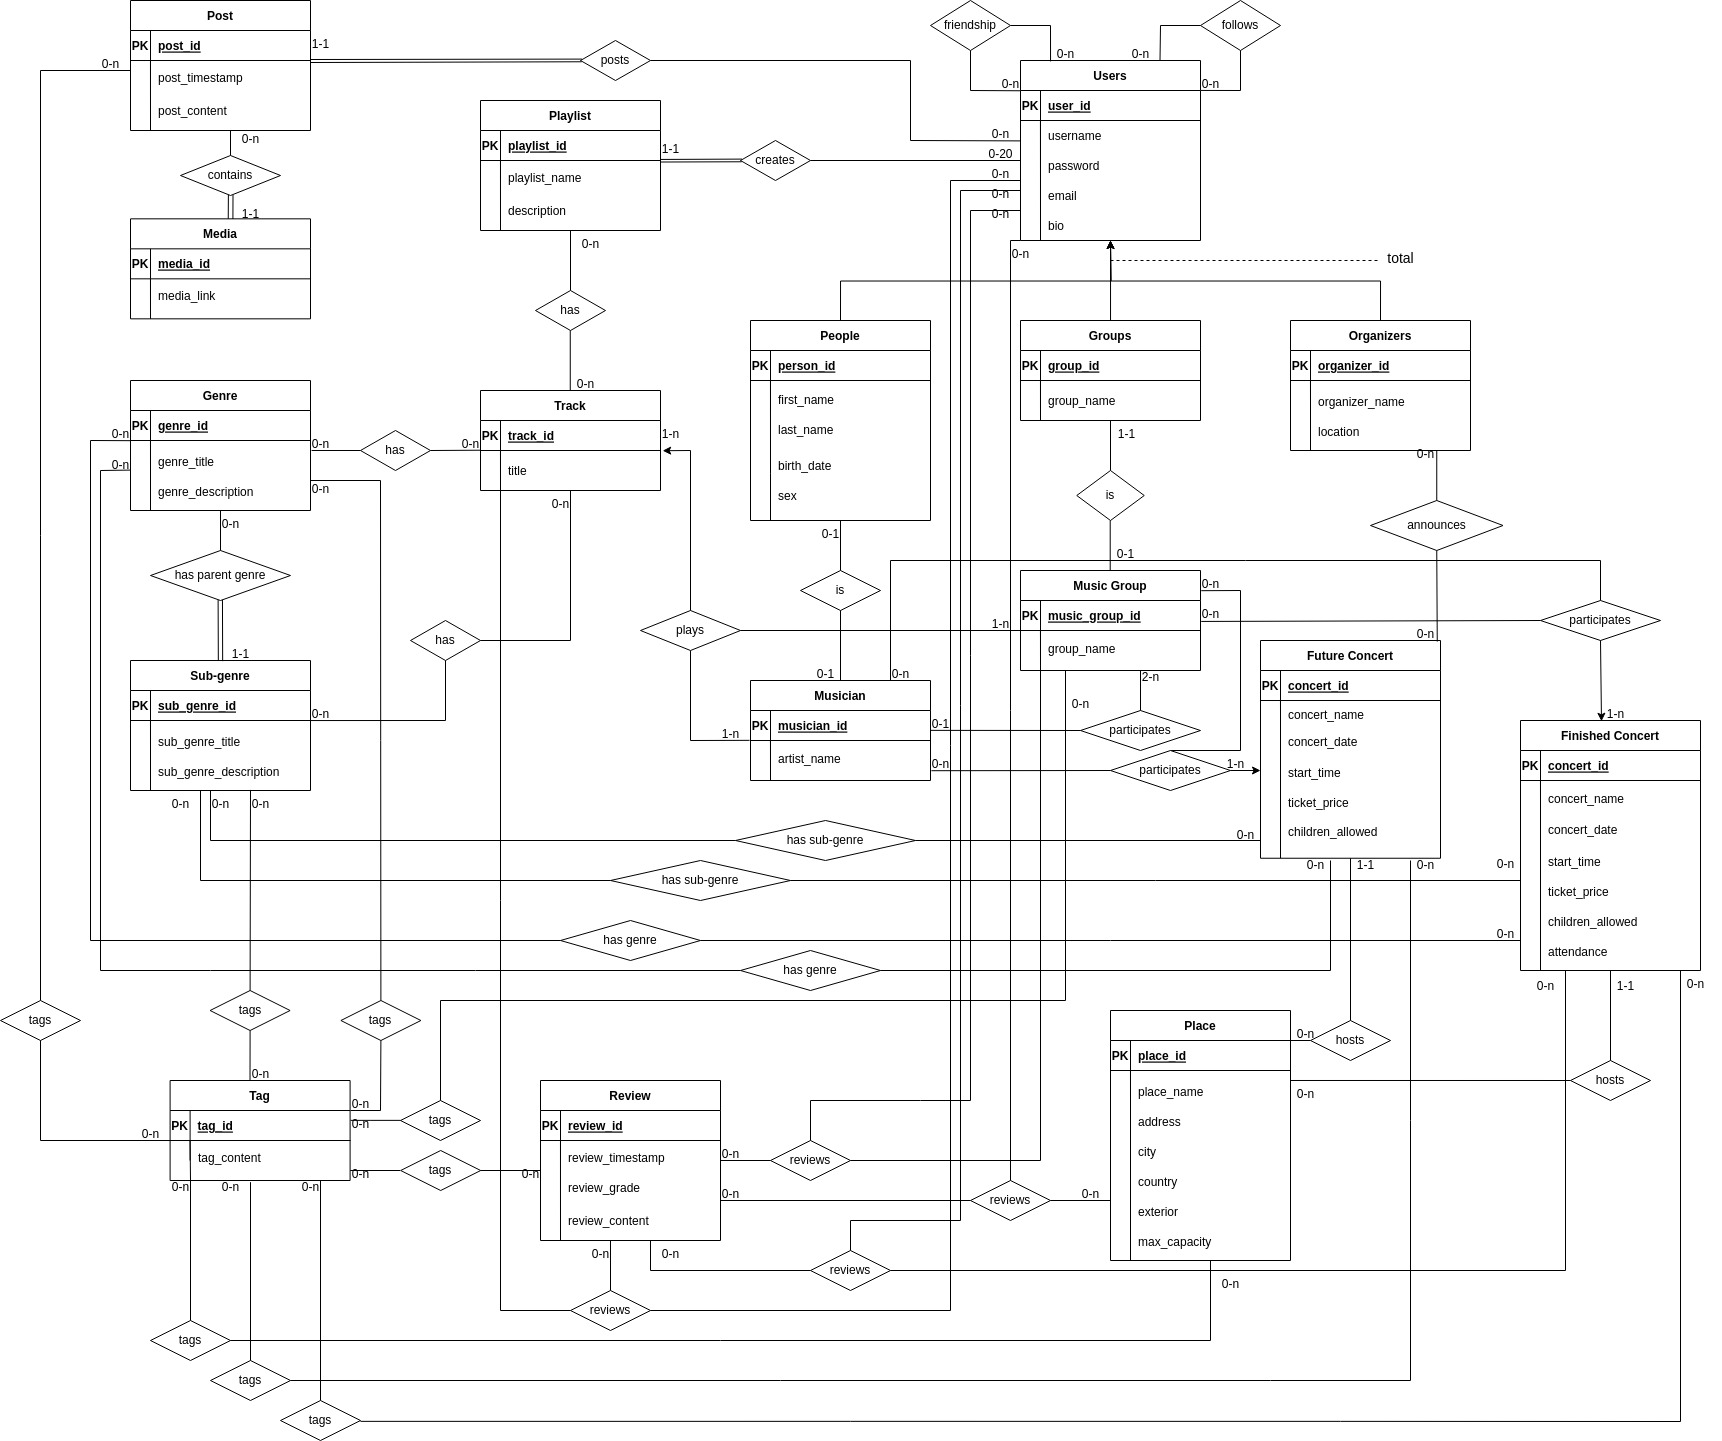 Post
PK post_id
post_timestamp
post_content
1-1
0-n
posts
friendship
follows
0-n
0-n
0-n
0-n
Users
PK user_id
username
password
email
bio
0-n
0-20
0-n
0-n
0-n
0-n
total
Playlist
PK playlist_id
playlist_name
description
1-1
creates
0-n
has
0-n
0-n
contains
1-1
Media
PK media_id
media_link
People
PK person_id
first_name
last_name
birth_date
sex
0-1
is
0-1
Groups
PK group_id
group_name
1-1
is
0-1
Organizers
PK organizer_id
organizer_name
location
0-n
announces
0-n
Genre
PK genre_id
genre_title
genre_description
0-n
0-n
0-n
has
0-n
0-n
0-n
has parent genre
1-1
Track
PK track_id
title
1-n
0-n
has
0-n
plays
1-n
1-n
Sub-genre
PK sub_genre_id
sub_genre_title
sub_genre_description
0-n
0-n
0-n
Musician
PK musician_id
artist_name
0-n
0-1
0-n
Music Group
PK music_group_id
group_name
0-n
0-n
2-n
0-n
participates
participates
1-n
participates
1-n
Future Concert
PK concert_id
concert_name
concert_date
start_time
ticket_price
children_allowed
0-n
0-n
1-1
0-n
Finished Concert
PK concert_id
concert_name
concert_date
start_time
ticket_price
children_allowed
attendance
0-n
0-n
0-n
1-1
0-n
has sub-genre
has sub-genre
has genre
has genre
tags
tags
tags
0-n
Place
PK place_id
place_name
address
city
country
exterior
max_capacity
0-n
hosts
0-n
hosts
0-n
0-n
Tag
PK tag_id
tag_content
0-n
0-n
0-n
0-n
0-n
0-n
0-n
tags
tags
0-n
Review
PK review_id
review_timestamp
review_grade
review_content
0-n
0-n
0-n
0-n
reviews
reviews
reviews
reviews
tags
tags
tags